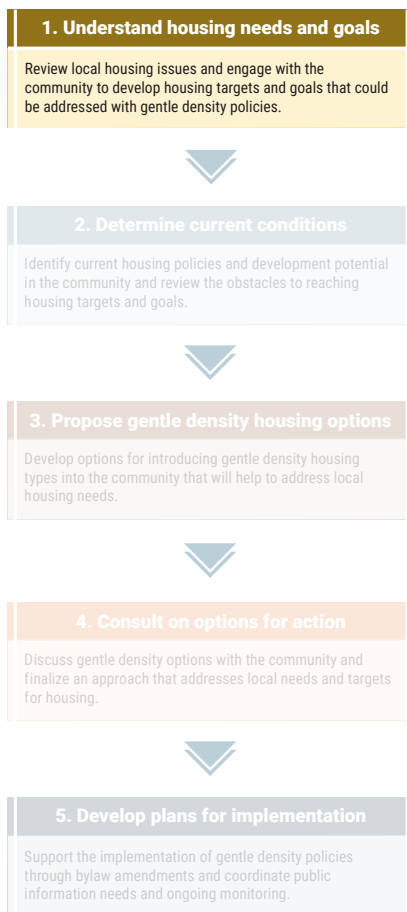 1. Understand housing needs and goals
Review local housing issues and engage with the
community to develop housing targets and goals that could
be addressed with gentle density policies.
2. Determine current conditions
Identify current housing policies and development potential
in the community and review the obstacles to reaching
housing targets and goals.
3. Propose gentle density housing options
Develop options for introducing gentle density housing
types into the community that will help to address local
housing needs.
4. Consult on options for action
Discuss gentle density options with the community and
finalize an approach that addresses local needs and targets
for housing.
5. Develop plans for implementation
Support the implementation of gentle density policies
through bylaw amendments and coordinate public
information needs and ongoing monitoring.